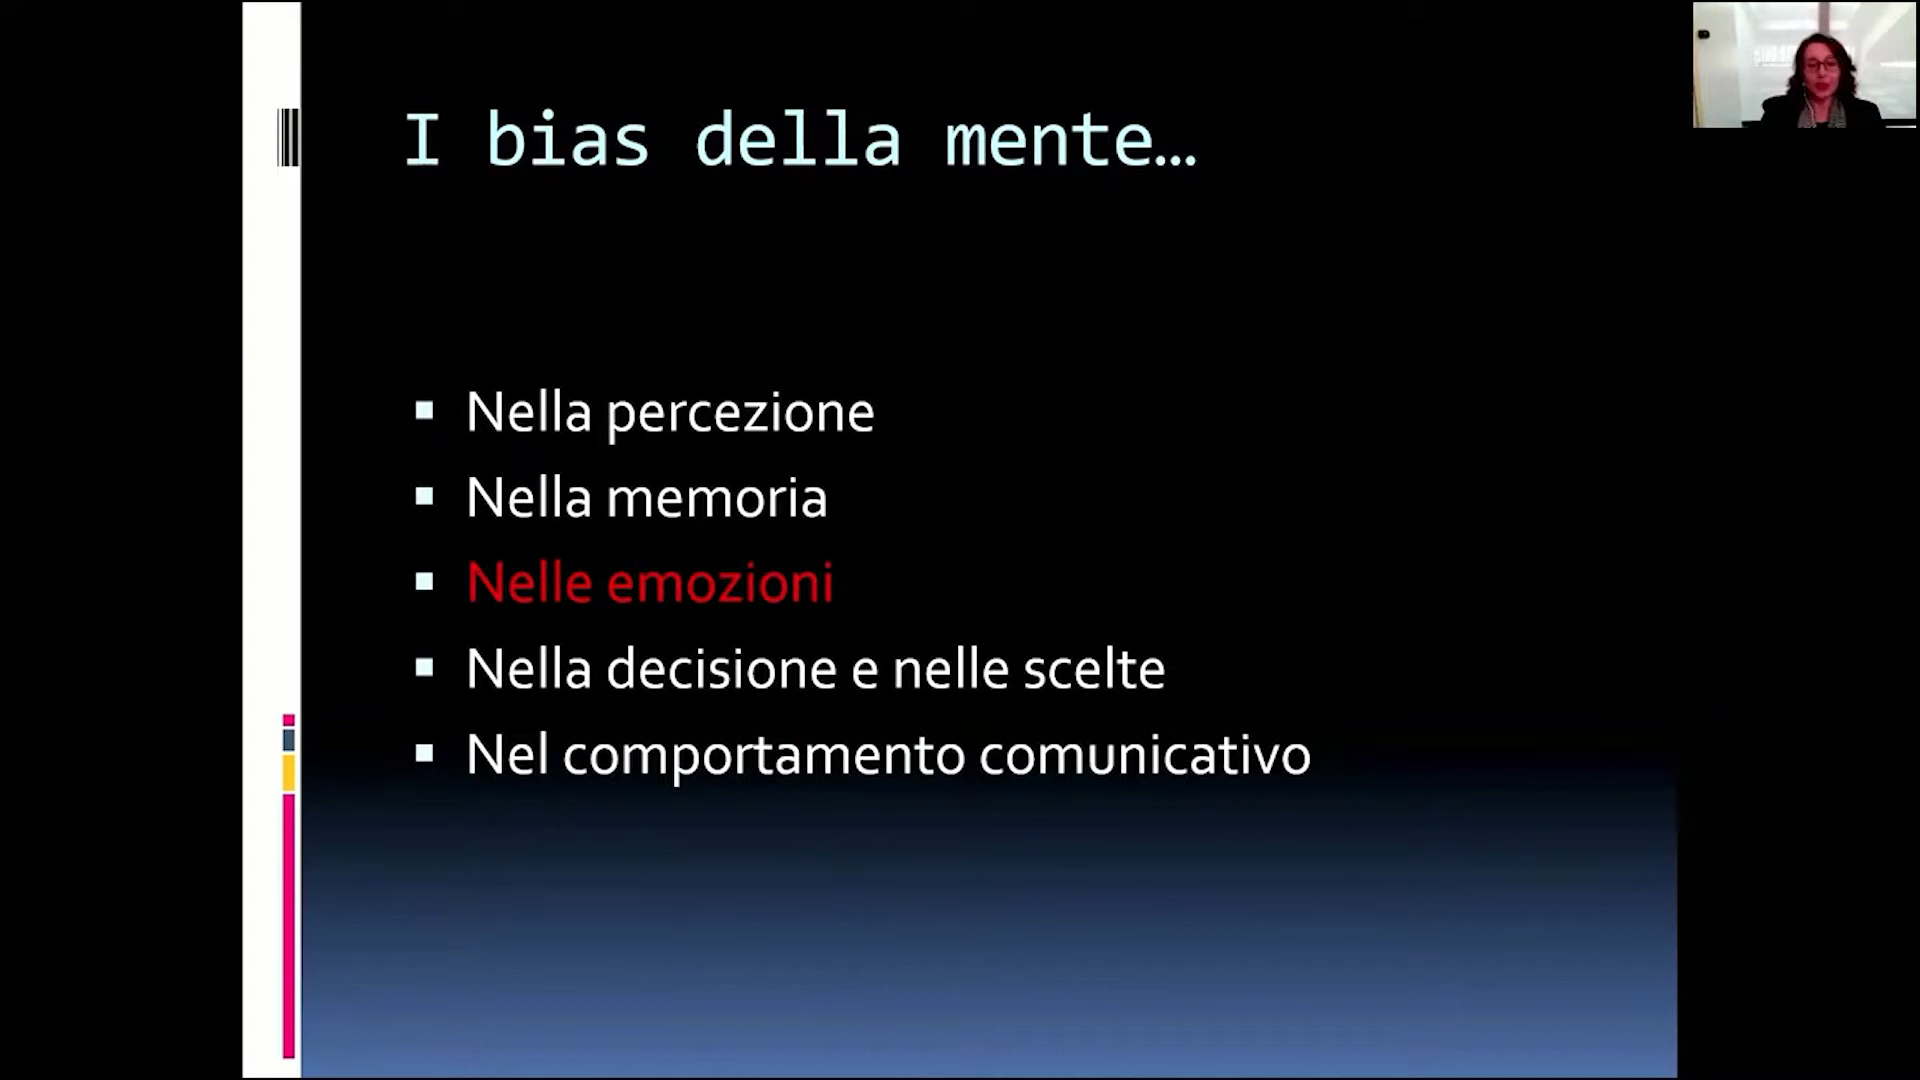 I bias della mente…
Nella percezione
Nella memoria
Nelle emozioni
Nella decisione e nelle scelte
Nel comportamento comunicativo